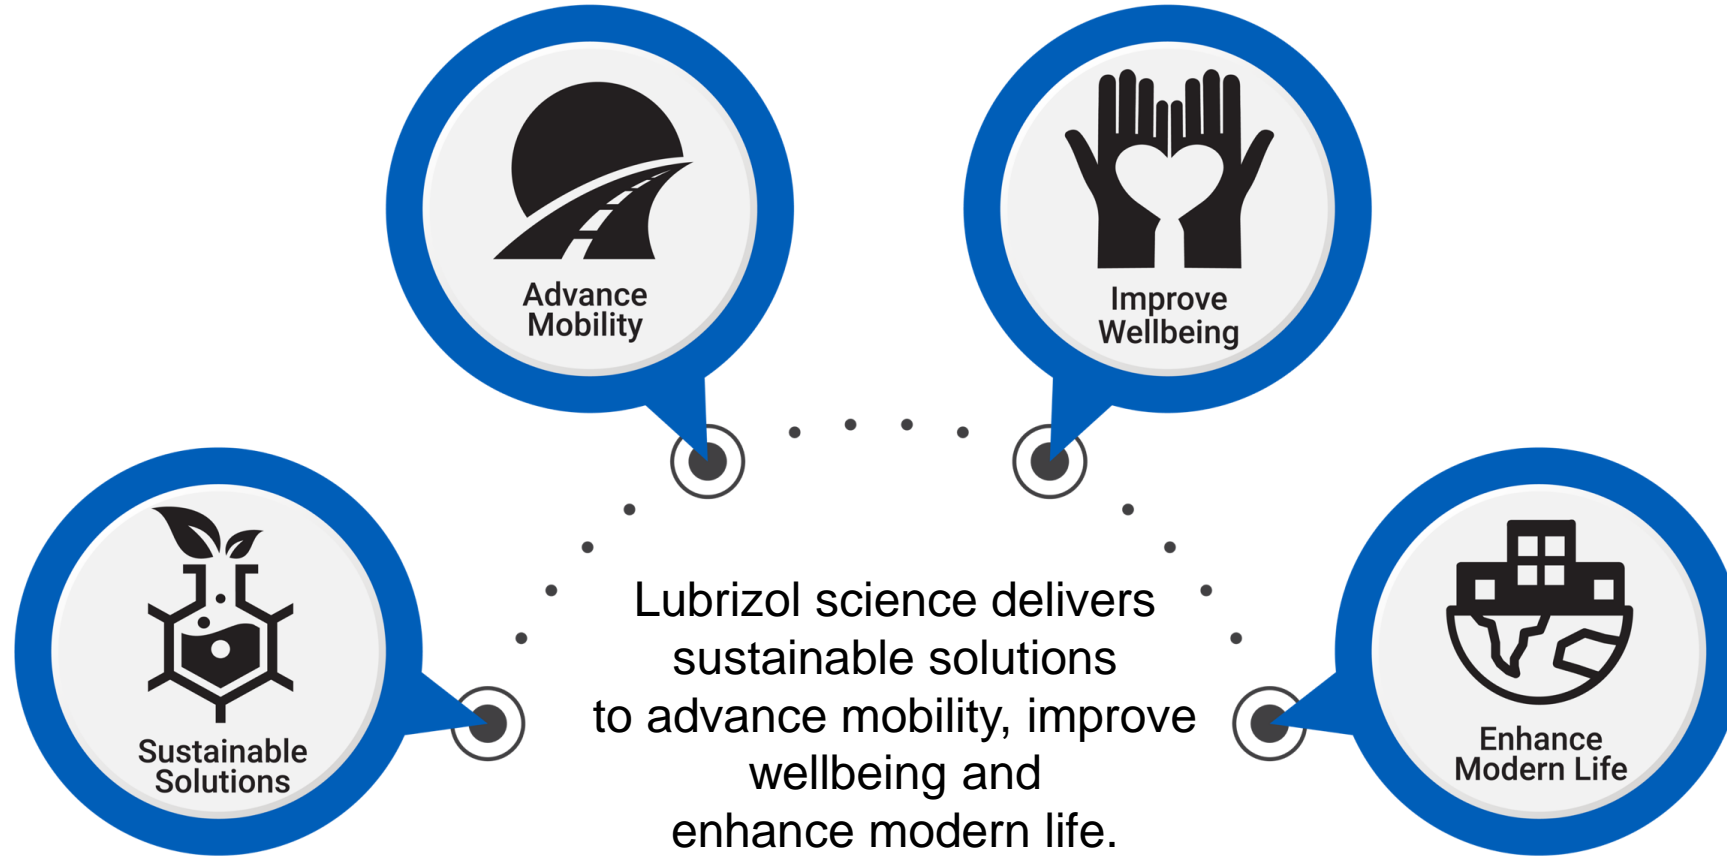 Advance
Mobility
Improve
Wellbeing
Sustainable
Solutions
Lubrizol science delivers
sustainable solutions
to advance mobility, improve
wellbeing and
enhance modern life.
Enhance
Modern Life